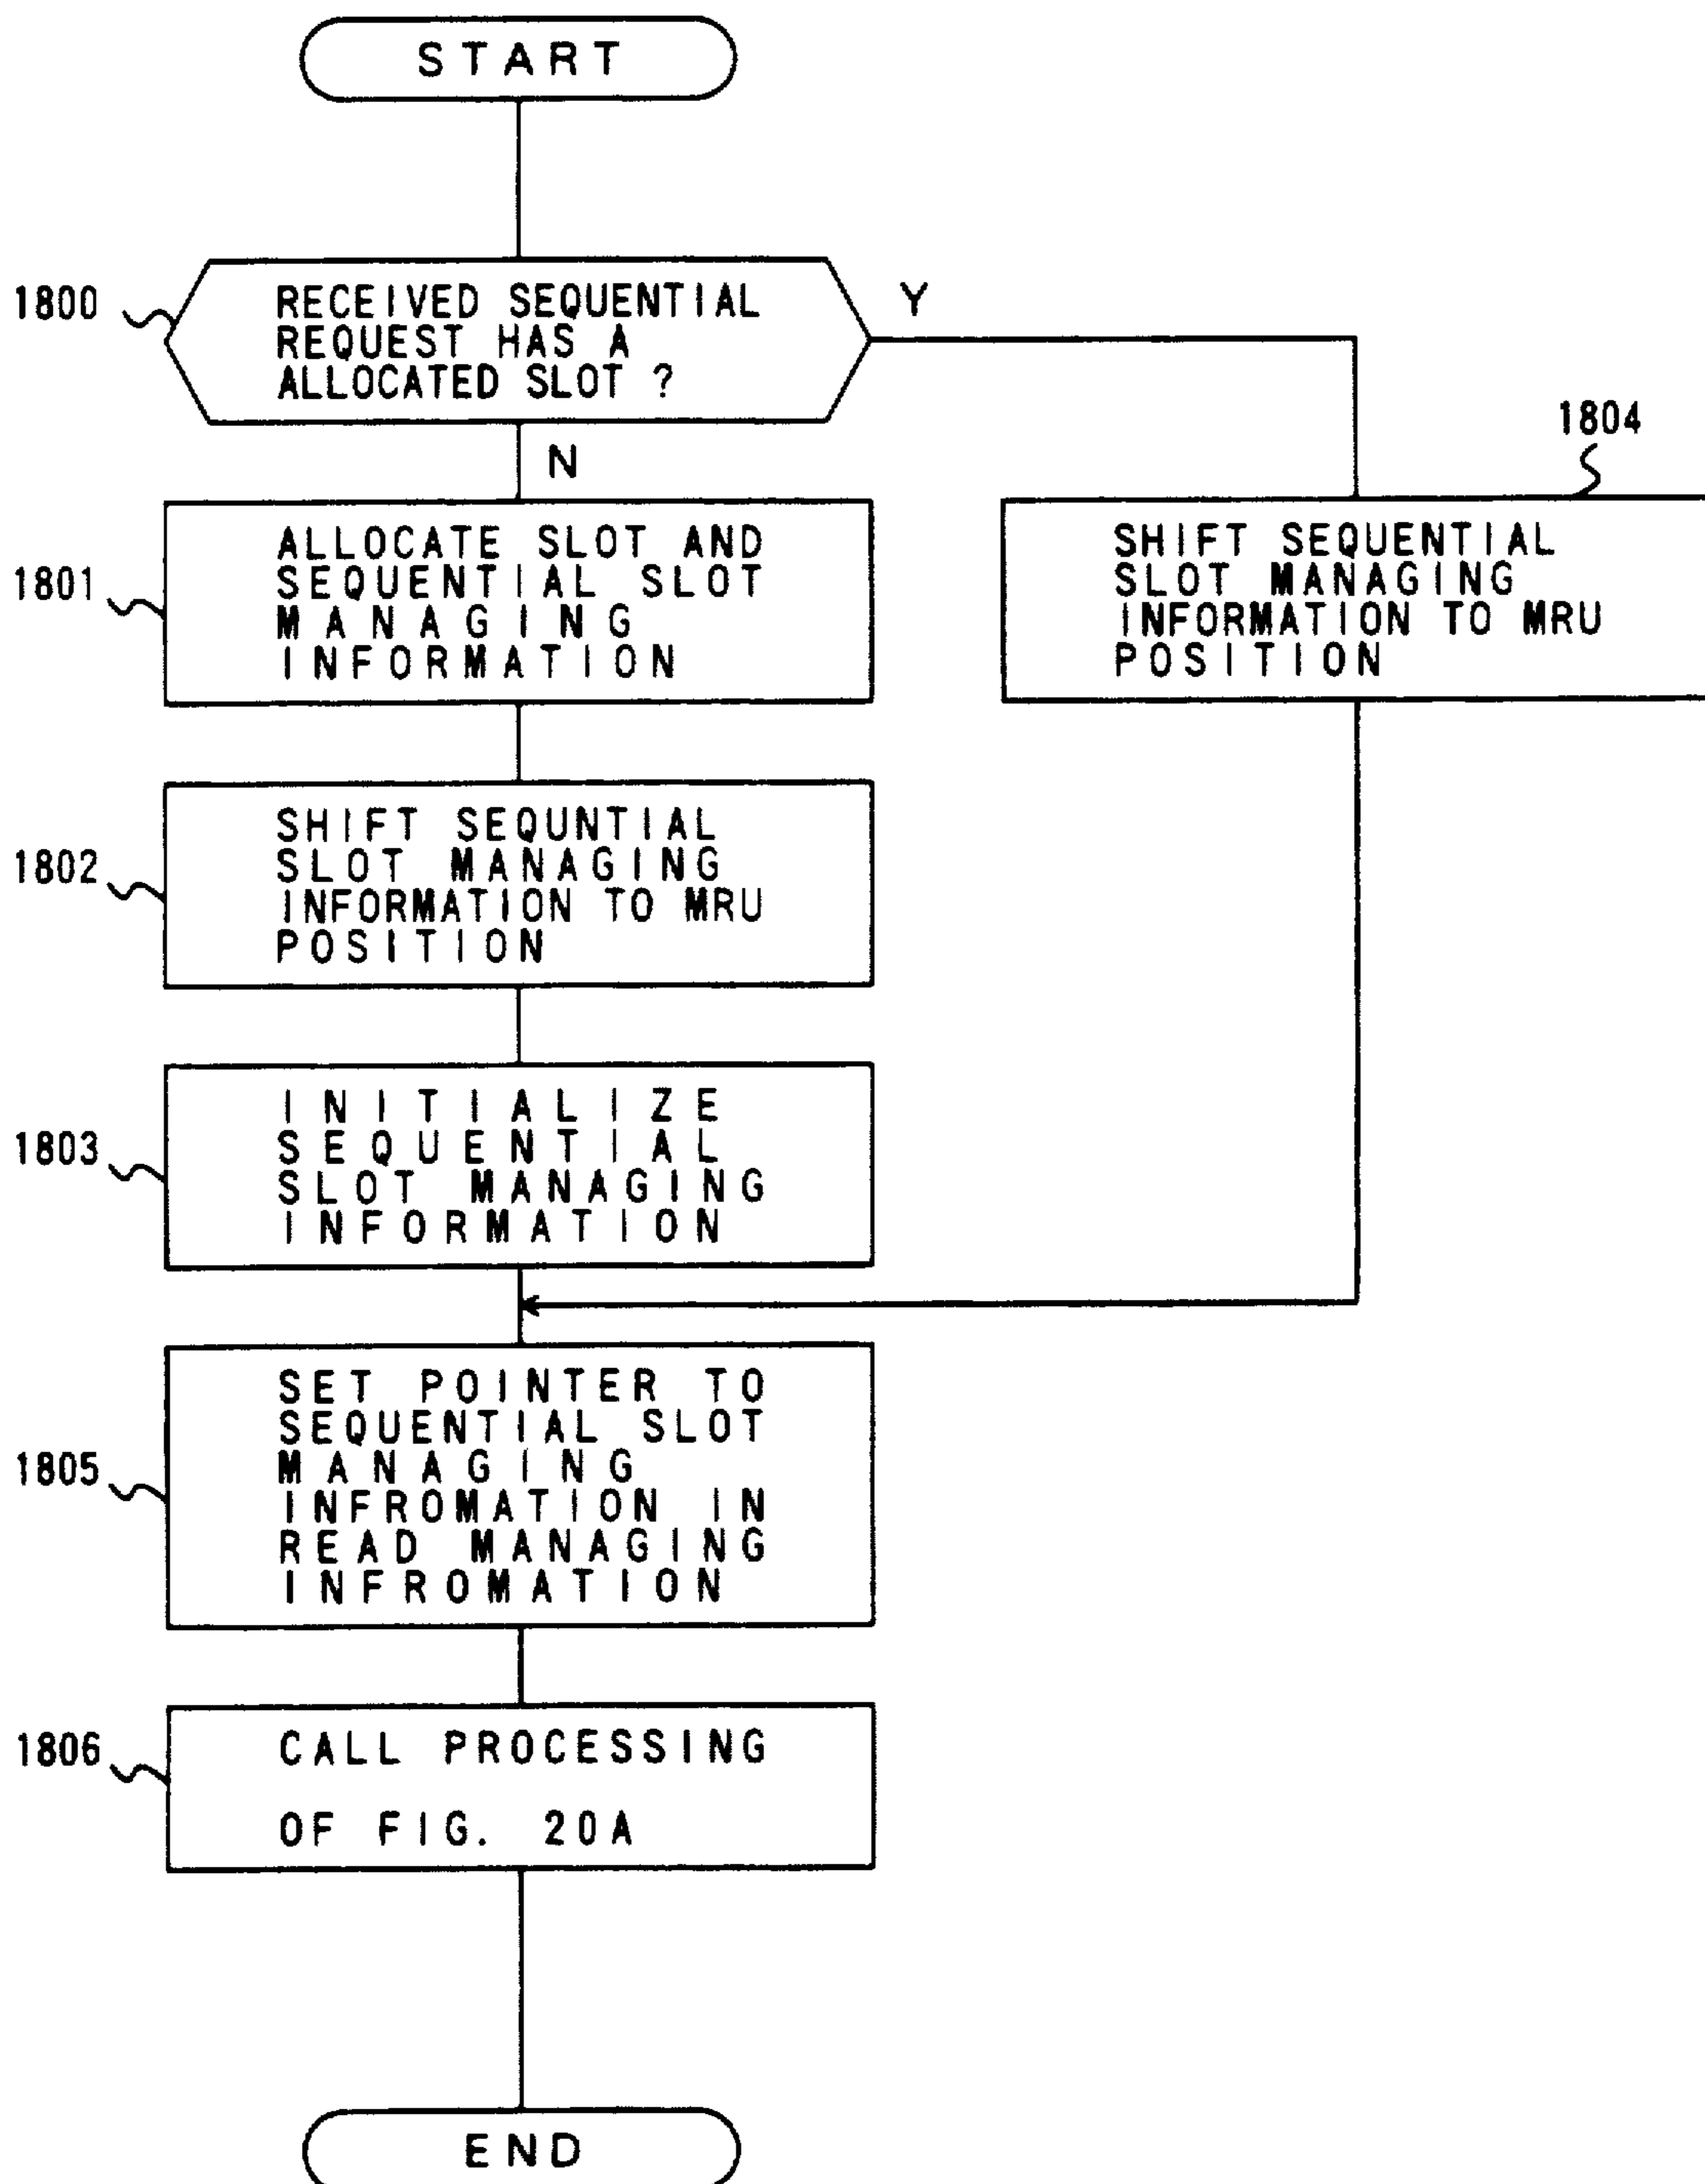 START
1800
RECEIVED SEQUENTIAL
REQUEST HAS A
ALLOCATED SLOT ?
Y
N
1801
ALLOCATE SLOT AND
SEQUENTIAL SLOT
MANAGING
INFORMATION
1804
SHIFT SEQUENTIAL
SLOT MANAGING
INFORMATION TO MRU
POSITION
1802
SHIFT SEQUNTIAL
SLOT MANAGING
INFORMATION TO MRU
POSITION
1803
INITIALIZE
SEQUENTIAL
SLOT MANAGING
INFORMATION
1805
SET POINTER TO
SEQUENTIAL SLOT
MANAGING
INFROMATION IN
READ MANAGING
INFROMATION
1806
CALL PROCESSING
OF FIG. 20A
END